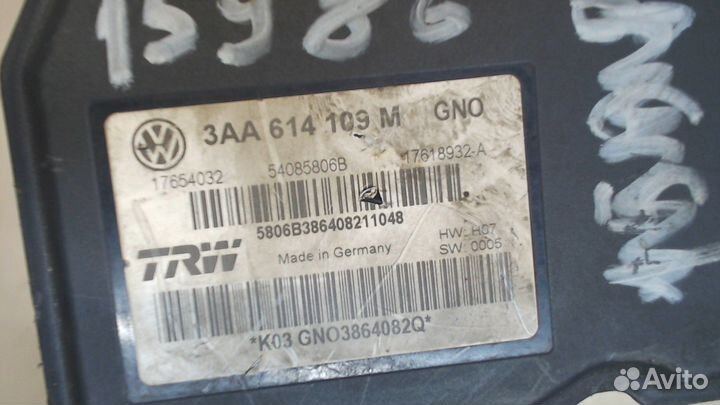 15986
3AA 614 109 M GNO
17654032 54085806B 17618932-A
5806B386408211048
TRW Made in Germany HW: H07
SW: 0005
*K03 GNO3864082Q*
Avito